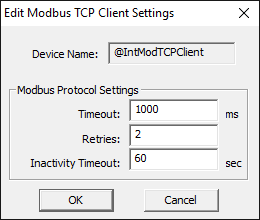 Edit Modbus TCP Client Settings
Device Name: @IntModTCPClient
Modbus Protocol Settings
Timeout: 1000 ms
Retries: 2
Inactivity Timeout: 60 sec
OK Cancel